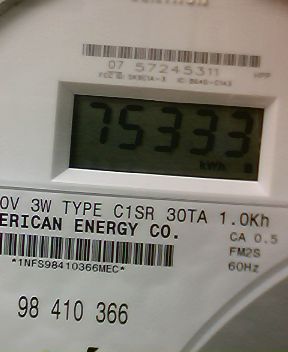 07 57245311
75333
kWh
0V 3W TYPE C1SR 30TA 1.0Kh
ERICAN ENERGY CO.
CA 0.5
FM2S
*1NFS98410366MEC*
60Hz
98 410 366